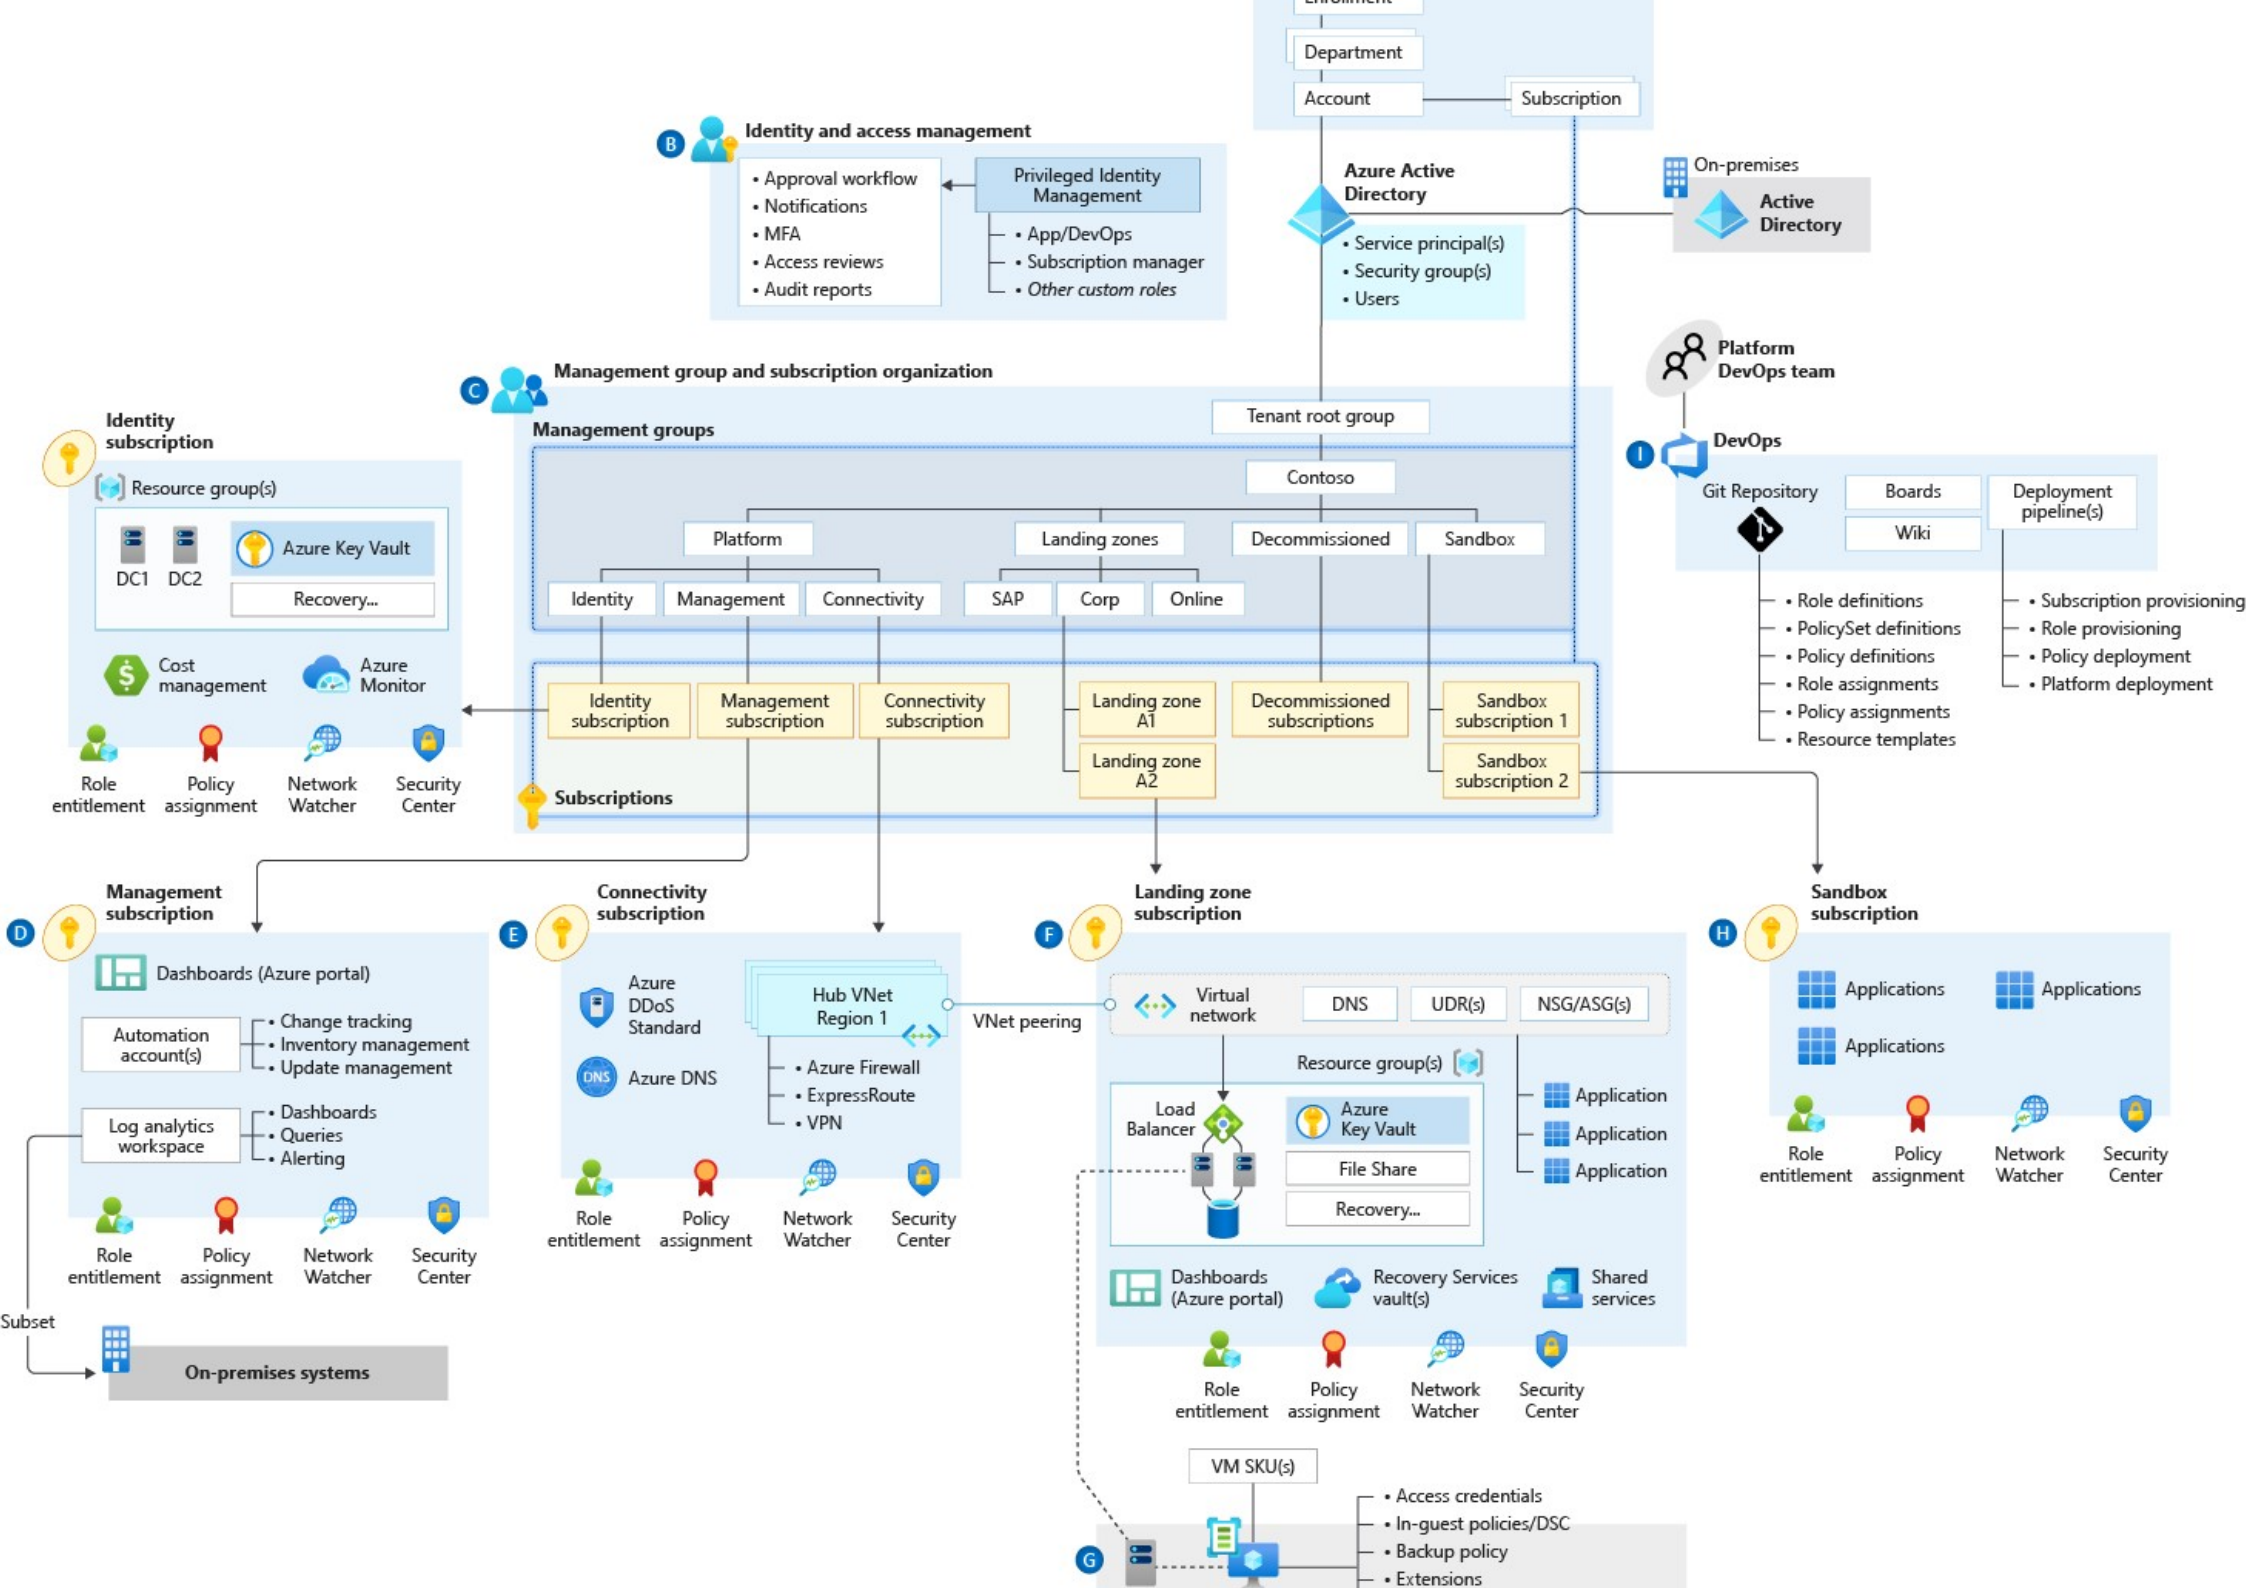 Enrollment
Department
Account
Subscription
B
Identity and access management
• Approval workflow
• Notifications
• MFA
• Access reviews
• Audit reports
Privileged Identity
Management
• App/DevOps
• Subscription manager
• Other custom roles
Azure Active
Directory
• Service principal(s)
• Security group(s)
• Users
On-premises
Active
Directory
Platform
DevOps team
I
DevOps
Git Repository
Boards
Wiki
Deployment
pipeline(s)
• Role definitions
• PolicySet definitions
• Policy definitions
• Role assignments
• Policy assignments
• Resource templates
• Subscription provisioning
• Role provisioning
• Policy deployment
• Platform deployment
C
Management group and subscription organization
Tenant root group
Management groups
Contoso
Platform
Landing zones
Decommissioned
Sandbox
Identity
Management
Connectivity
SAP
Corp
Online
Identity
subscription
Management
subscription
Connectivity
subscription
Landing zone
A1
Landing zone
A2
Decommissioned
subscriptions
Sandbox
subscription 1
Sandbox
subscription 2
Subscriptions
Identity
subscription
Resource group(s)
DC1
DC2
Azure Key Vault
Recovery...
Cost
management
Azure
Monitor
Role
entitlement
Policy
assignment
Network
Watcher
Security
Center
D
Management
subscription
Dashboards (Azure portal)
Automation
account(s)
• Change tracking
• Inventory management
• Update management
Log analytics
workspace
• Dashboards
• Queries
• Alerting
Role
entitlement
Policy
assignment
Network
Watcher
Security
Center
Subset
On-premises systems
E
Connectivity
subscription
Azure
DDoS
Standard
DNS
Azure DNS
Hub VNet
Region 1
• Azure Firewall
• ExpressRoute
• VPN
Role
entitlement
Policy
assignment
Network
Watcher
Security
Center
VNet peering
F
Landing zone
subscription
Virtual
network
DNS
UDR(s)
NSG/ASG(s)
Resource group(s)
Load
Balancer
Azure
Key Vault
File Share
Recovery...
Application
Application
Application
Dashboards
(Azure portal)
Recovery Services
vault(s)
Shared
services
Role
entitlement
Policy
assignment
Network
Watcher
Security
Center
H
Sandbox
subscription
Applications
Applications
Applications
Role
entitlement
Policy
assignment
Network
Watcher
Security
Center
VM SKU(s)
G
• Access credentials
• In-guest policies/DSC
• Backup policy
• Extensions